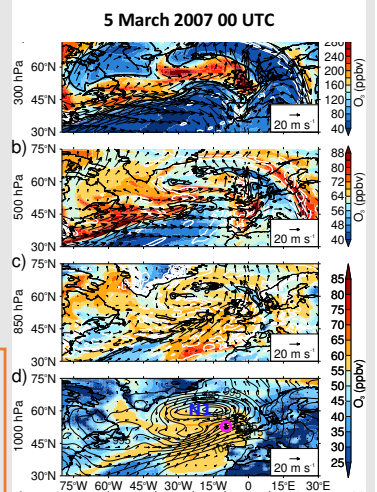 5 March 2007 00 UTC
300 hPa
60°N
45°N
30°N
20 m s⁻¹
280
240
200
160
120
80
40
O₃ (ppbv)
b)
500 hPa
75°N
60°N
45°N
30°N
20 m s⁻¹
88
80
72
64
56
48
40
O₃ (ppbv)
c)
850 hPa
75°N
60°N
45°N
30°N
20 m s⁻¹
d)
1000 hPa
75°N
60°N
45°N
30°N
N1
20 m s⁻¹
85
80
75
70
65
60
55
50
45
40
35
30
25
O₃ (ppbv)
75°W 60°W 45°W 30°W 15°W 0 15°E 30°E